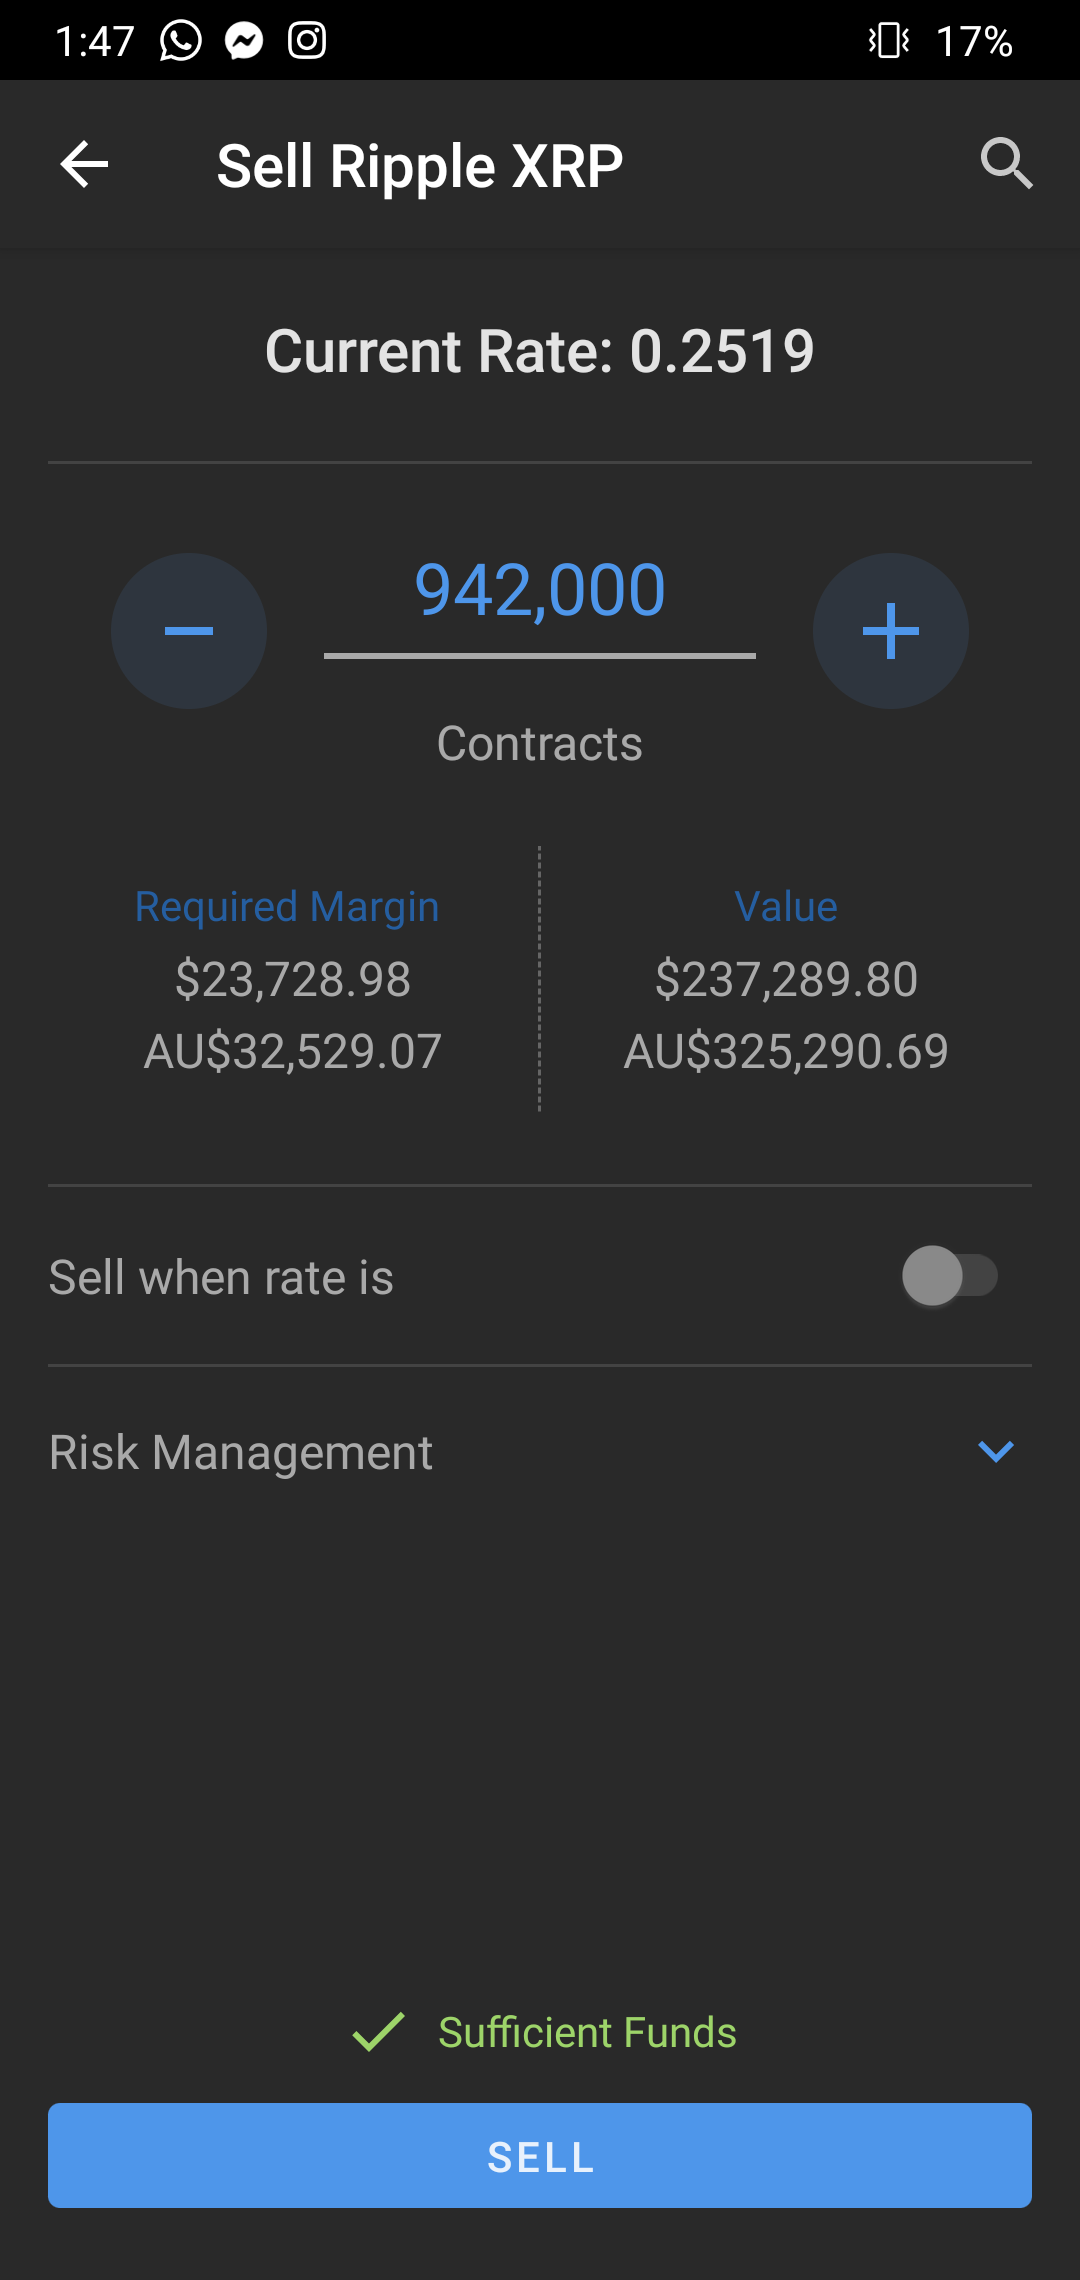 1:47 17%
Sell Ripple XRP
Current Rate: 0.2519
942,000
Contracts
Required Margin
$23,728.98
AU$32,529.07
Value
$237,289.80
AU$325,290.69
Sell when rate is
Risk Management
Sufficient Funds
SELL